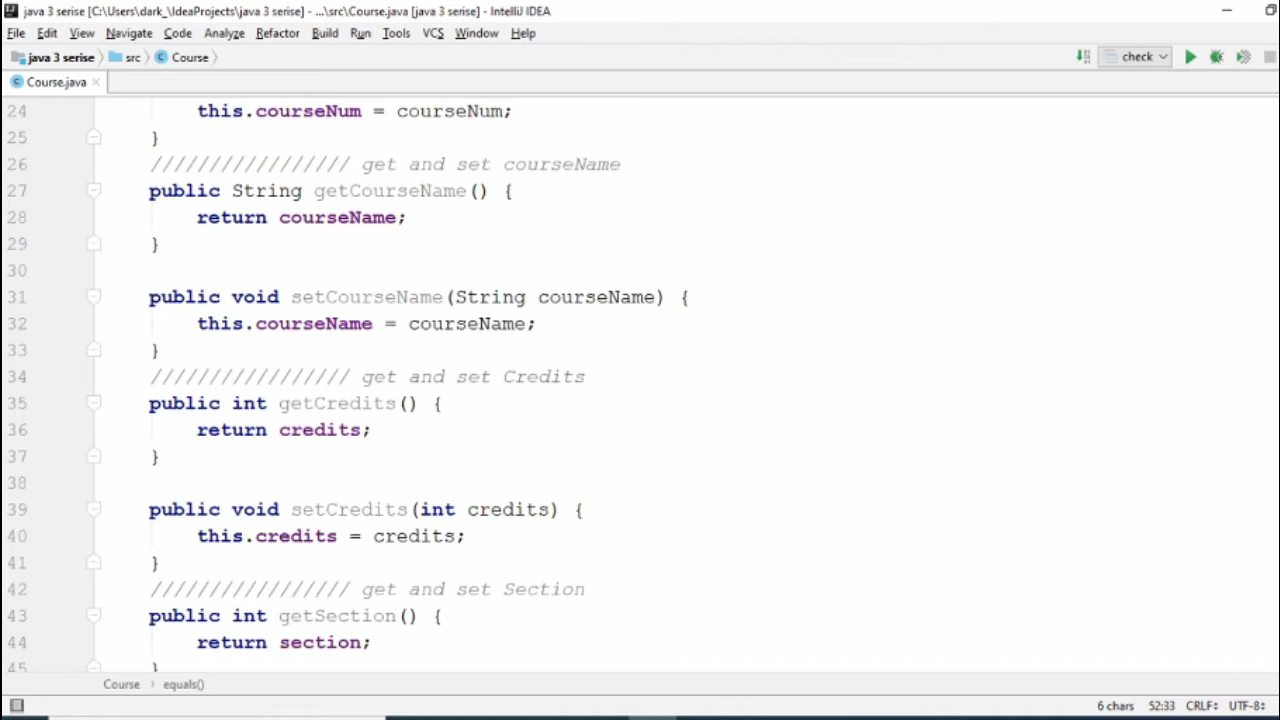 java 3 serise [C:\Users\dark_\IdeaProjects\java 3 serise] - ...\src\Course.java [java 3 serise] - IntelliJ IDEA
File Edit View Navigate Code Analyze Refactor Build Run Tools VCS Window Help
java 3 serise src Course check
Course.java
24 this.courseNum = courseNum;
25 }
26 ///////////////// get and set courseName
27 public String getCourseName() {
28 return courseName;
29 }
30
31 public void setCourseName(String courseName) {
32 this.courseName = courseName;
33 }
34 ///////////////// get and set Credits
35 public int getCredits() {
36 return credits;
37 }
38
39 public void setCredits(int credits) {
40 this.credits = credits;
41 }
42 ///////////////// get and set Section
43 public int getSection() {
44 return section;
45 }
Course › equals()
6 chars 52:33 CRLF UTF-8